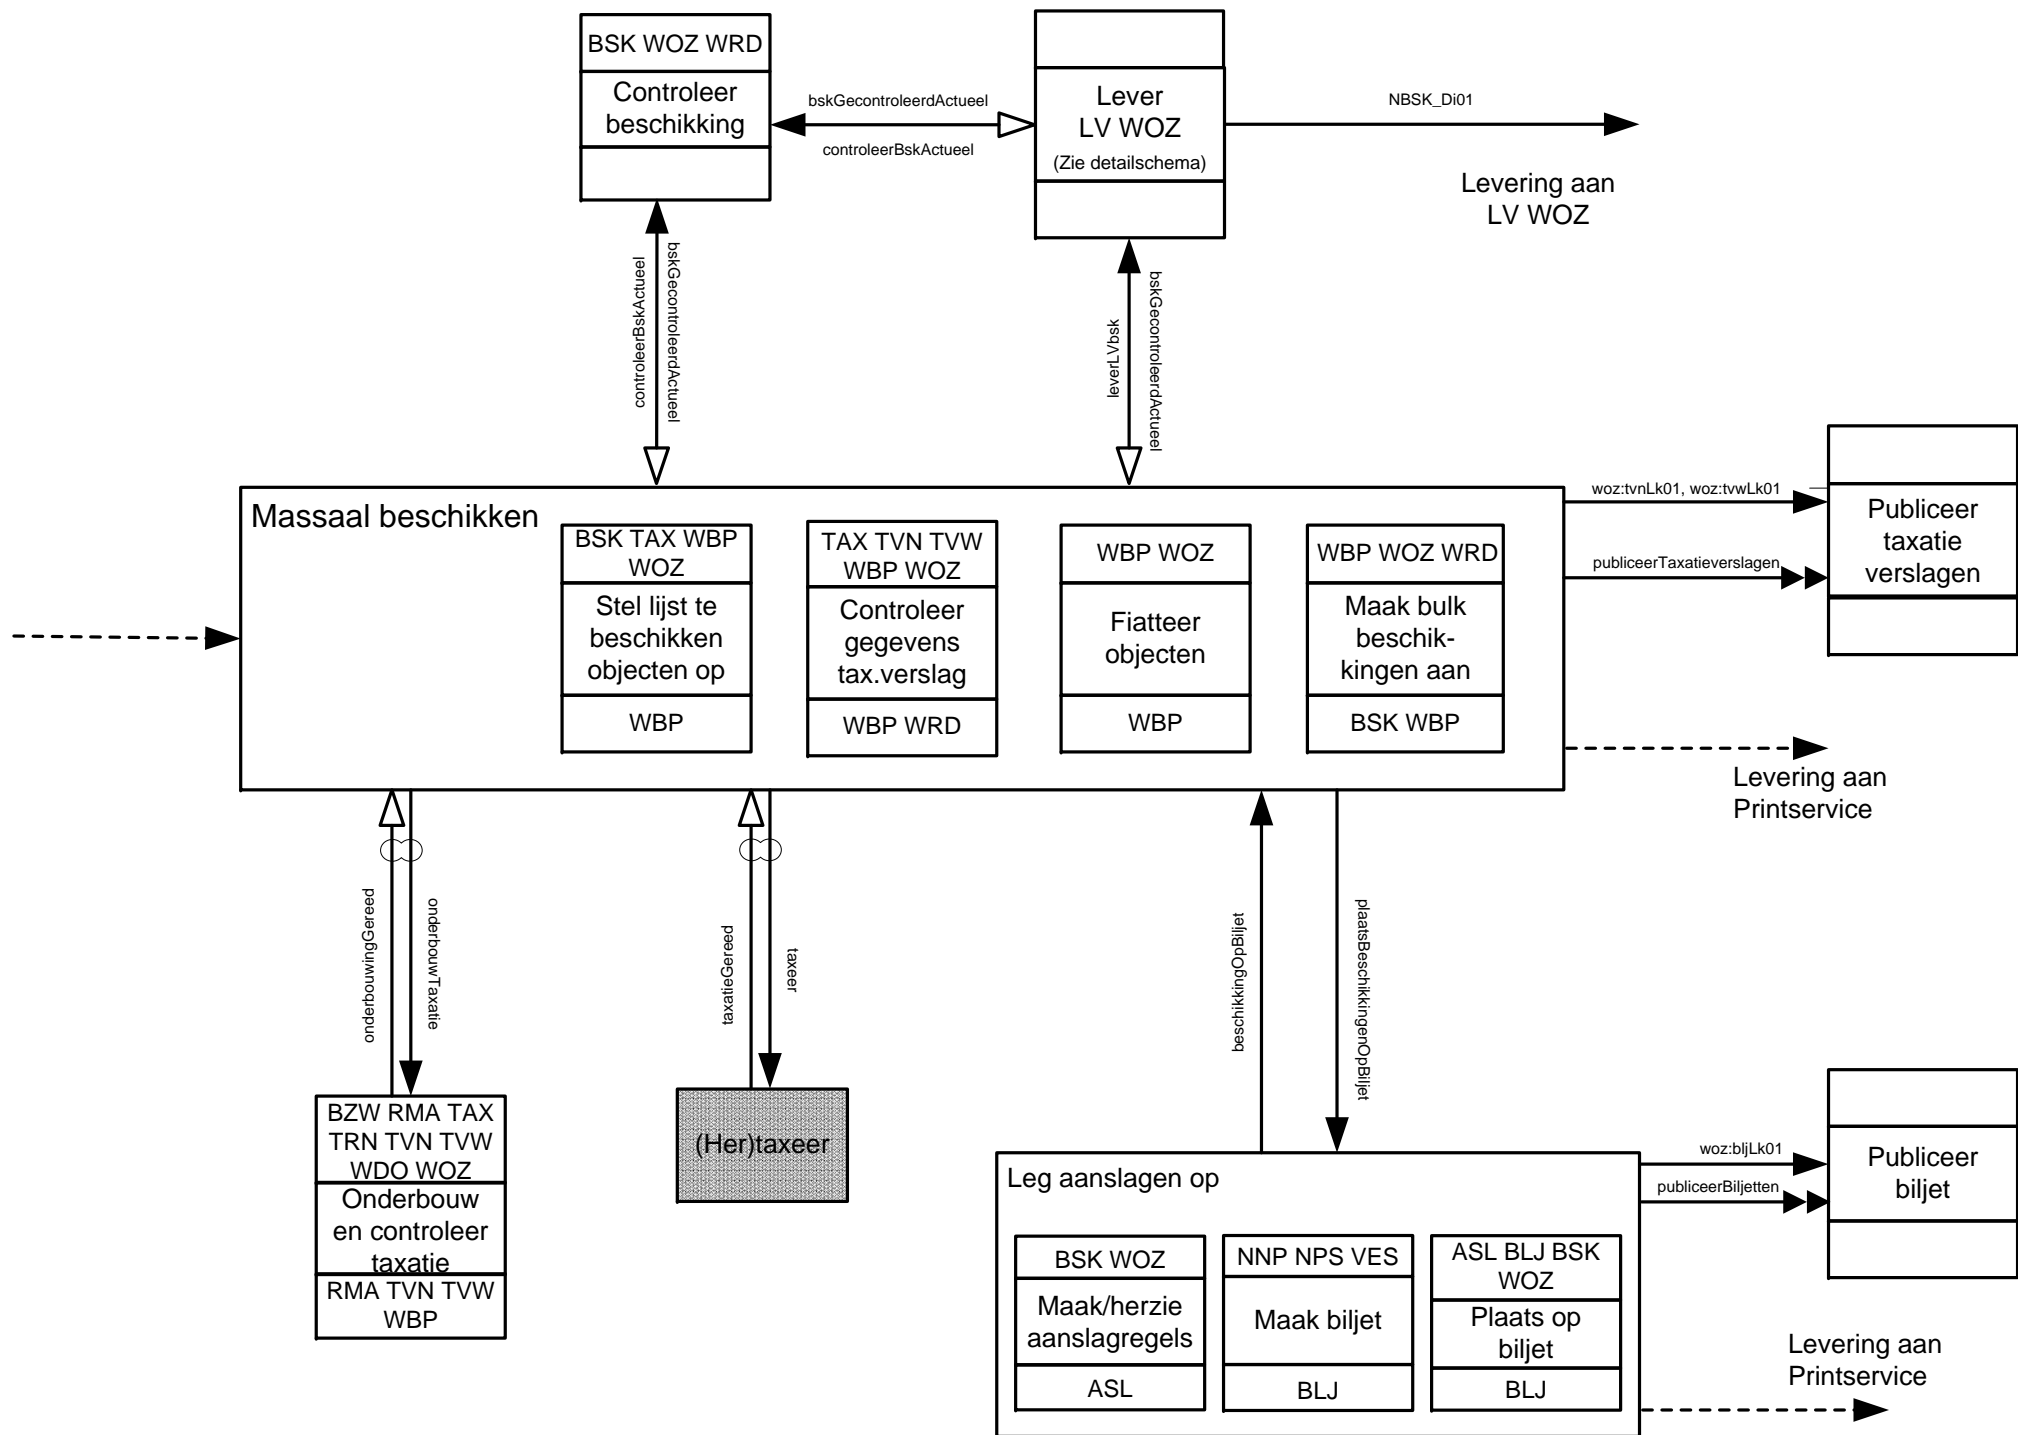 BSK WOZ WRD
Controleer
beschikking
bskGecontroleerdActueel
controleerBskActueel
Lever
LV WOZ
(Zie detailschema)
NBSK_Di01
Levering aan
LV WOZ
controleerBskActueel
bskGecontroleerdActueel
leverLVbsk
bskGecontroleerdActueel
Massaal beschikken
BSK TAX WBP
WOZ
Stel lijst te
beschikken
objecten op
WBP
TAX TVN TVW
WBP WOZ
Controleer
gegevens
tax.verslag
WBP WRD
WBP WOZ
Fiatteer
objecten
WBP
WBP WOZ WRD
Maak bulk
beschik-
kingen aan
BSK WBP
woz:tvnLk01, woz:tvwLk01
publiceerTaxatieverslagen
Publiceer
taxatie
verslagen
Levering aan
Printservice
onderbouwingGereed
onderbouwTaxatie
taxatieGereed
taxeer
beschikkingOpBiljet
plaatsBeschikkingenOpBiljet
BZW RMA TAX
TRN TVN TVW
WDO WOZ
Onderbouw
en controleer
taxatie
RMA TVN TVW
WBP
(Her)taxeer
Leg aanslagen op
BSK WOZ
Maak/herzie
aanslagregels
ASL
NNP NPS VES
Maak biljet
BLJ
ASL BLJ BSK
WOZ
Plaats op
biljet
BLJ
woz:bljLk01
publiceerBiljetten
Publiceer
biljet
Levering aan
Printservice